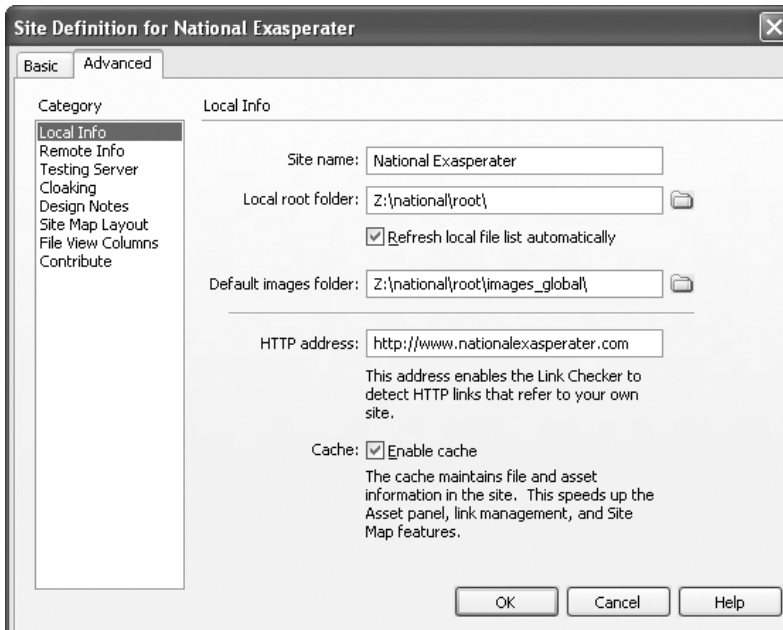 Site Definition for National Exasperater
Basic
Advanced
Category
Local Info
Remote Info
Testing Server
Cloaking
Design Notes
Site Map Layout
File View Columns
Contribute
Local Info
Site name: National Exasperater
Local root folder: Z:\national\root\
Refresh local file list automatically
Default images folder: Z:\national\root\images_global\
HTTP address: http://www.nationalexasperater.com
This address enables the Link Checker to
detect HTTP links that refer to your own
site.
Cache: Enable cache
The cache maintains file and asset
information in the site. This speeds up the
Asset panel, link management, and Site
Map features.
OK
Cancel
Help